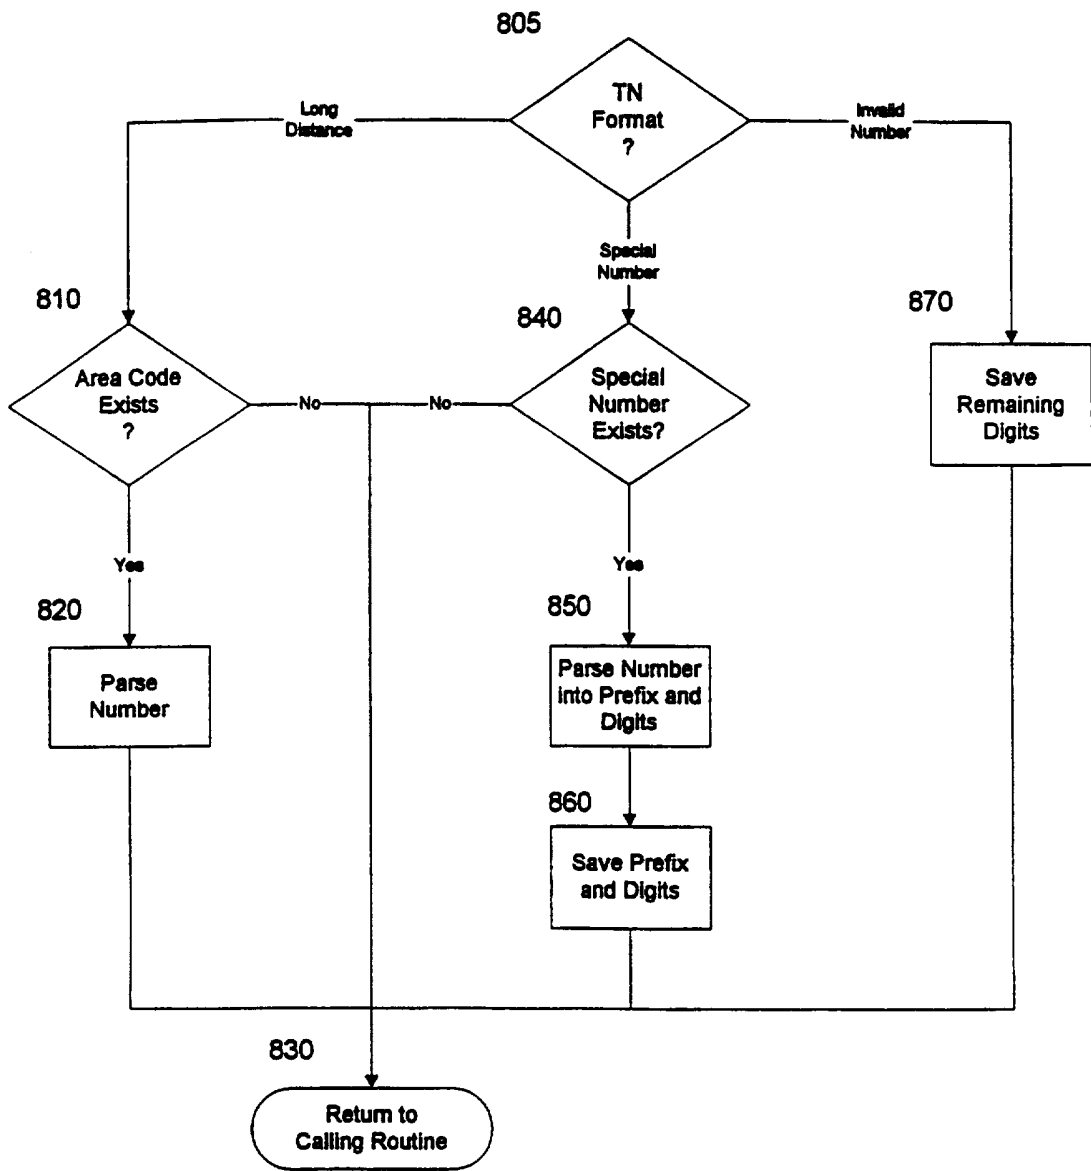 805
TN
Format
?
Long
Distance
Invalid
Number
Special
Number
810
840
870
Area Code
Exists
?
No
No
Special
Number
Exists?
Save
Remaining
Digits
Yes
Yes
820
850
Parse
Number
Parse Number
into Prefix and
Digits
860
Save Prefix
and Digits
830
Return to
Calling Routine